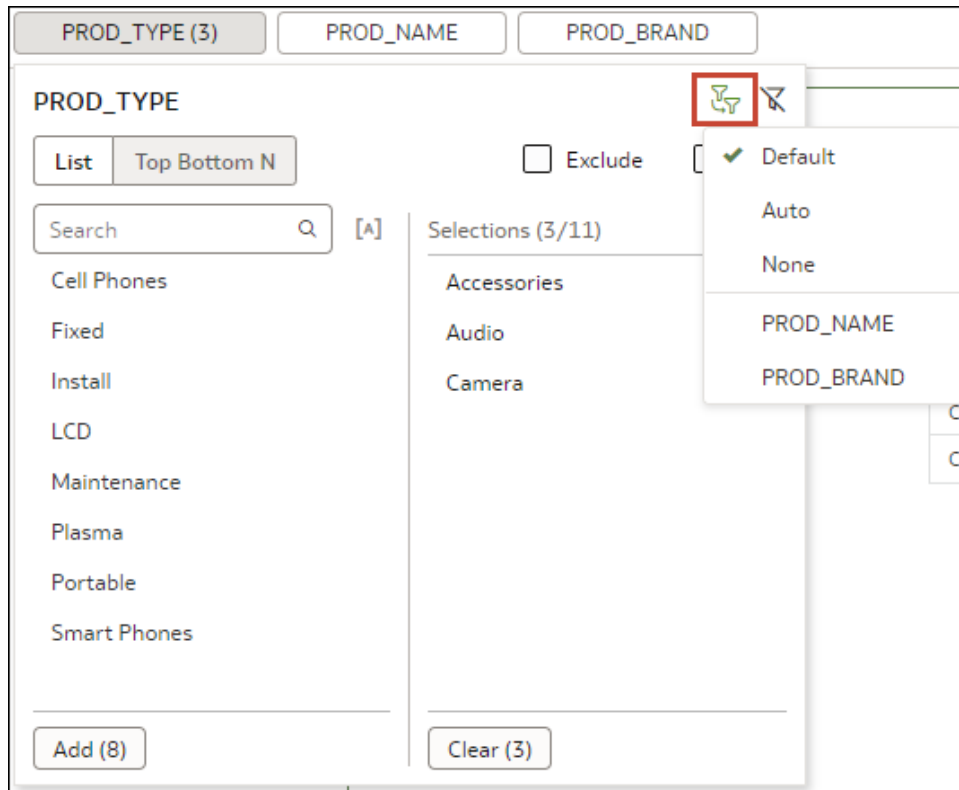 PROD_TYPE (3) PROD_NAME PROD_BRAND
PROD_TYPE
List Top Bottom N Exclude
Default
Auto
None
PROD_NAME
PROD_BRAND
Search [A] Selections (3/11)
Cell Phones
Fixed
Install
LCD
Maintenance
Plasma
Portable
Smart Phones
Accessories
Audio
Camera
Add (8) Clear (3)